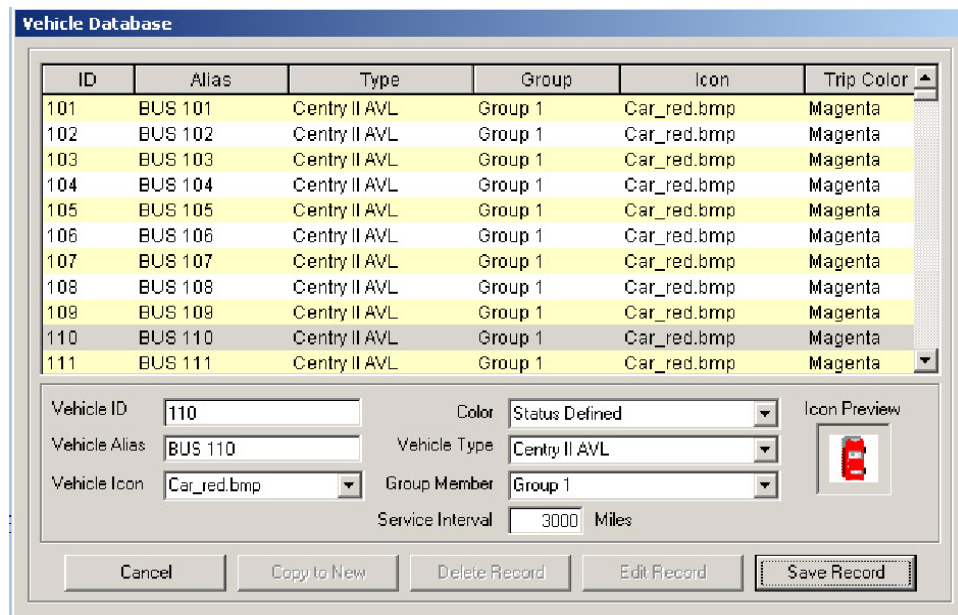 Vehicle Database
ID Alias Type Group Icon Trip Color
101 BUS 101 Centry II AVL Group 1 Car_red.bmp Magenta
102 BUS 102 Centry II AVL Group 1 Car_red.bmp Magenta
103 BUS 103 Centry II AVL Group 1 Car_red.bmp Magenta
104 BUS 104 Centry II AVL Group 1 Car_red.bmp Magenta
105 BUS 105 Centry II AVL Group 1 Car_red.bmp Magenta
106 BUS 106 Centry II AVL Group 1 Car_red.bmp Magenta
107 BUS 107 Centry II AVL Group 1 Car_red.bmp Magenta
108 BUS 108 Centry II AVL Group 1 Car_red.bmp Magenta
109 BUS 109 Centry II AVL Group 1 Car_red.bmp Magenta
110 BUS 110 Centry II AVL Group 1 Car_red.bmp Magenta
111 BUS 111 Centry II AVL Group 1 Car_red.bmp Magenta
Vehicle ID 110 Color Status Defined Icon Preview
Vehicle Alias BUS 110 Vehicle Type Centry II AVL
Vehicle Icon Car_red.bmp Group Member Group 1
Service Interval 3000 Miles
Cancel Copy to New Delete Record Edit Record Save Record